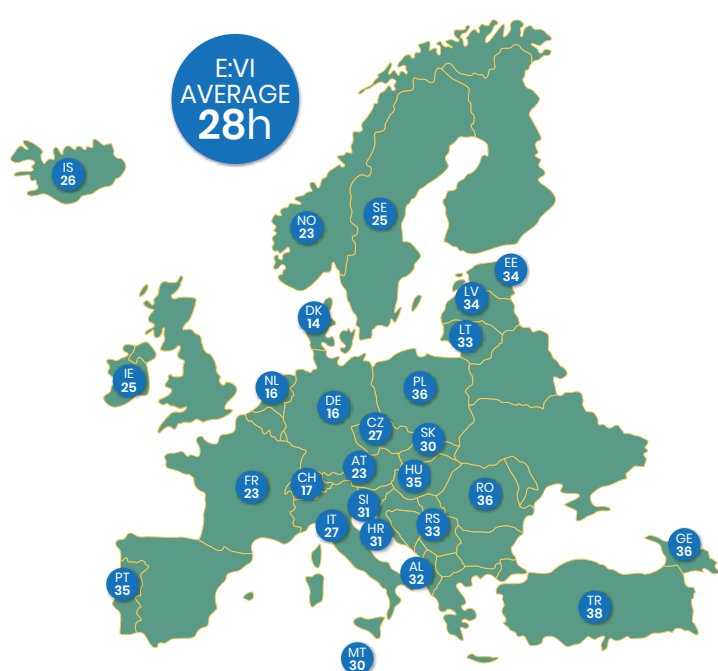 E:VI
AVERAGE
28h
IS
26
NO
23
SE
25
EE
34
LV
34
LT
33
DK
14
IE
25
NL
16
DE
16
PL
36
CZ
27
SK
30
AT
23
HU
35
FR
23
CH
17
RO
36
SI
31
IT
27
HR
31
RS
33
GE
36
PT
35
AL
32
TR
38
MT
30